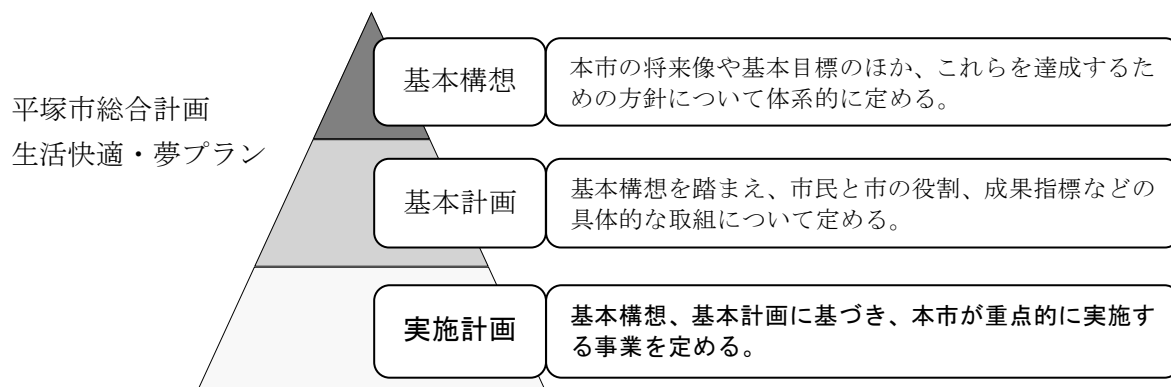 平塚市総合計画
生活快適・夢プラン
基本構想
本市の将来像や基本目標のほか、これらを達成するた
めの方針について体系的に定める。
基本計画
基本構想を踏まえ、市民と市の役割、成果指標などの
具体的な取組について定める。
実施計画
基本構想、基本計画に基づき、本市が重点的に実施す
る事業を定める。